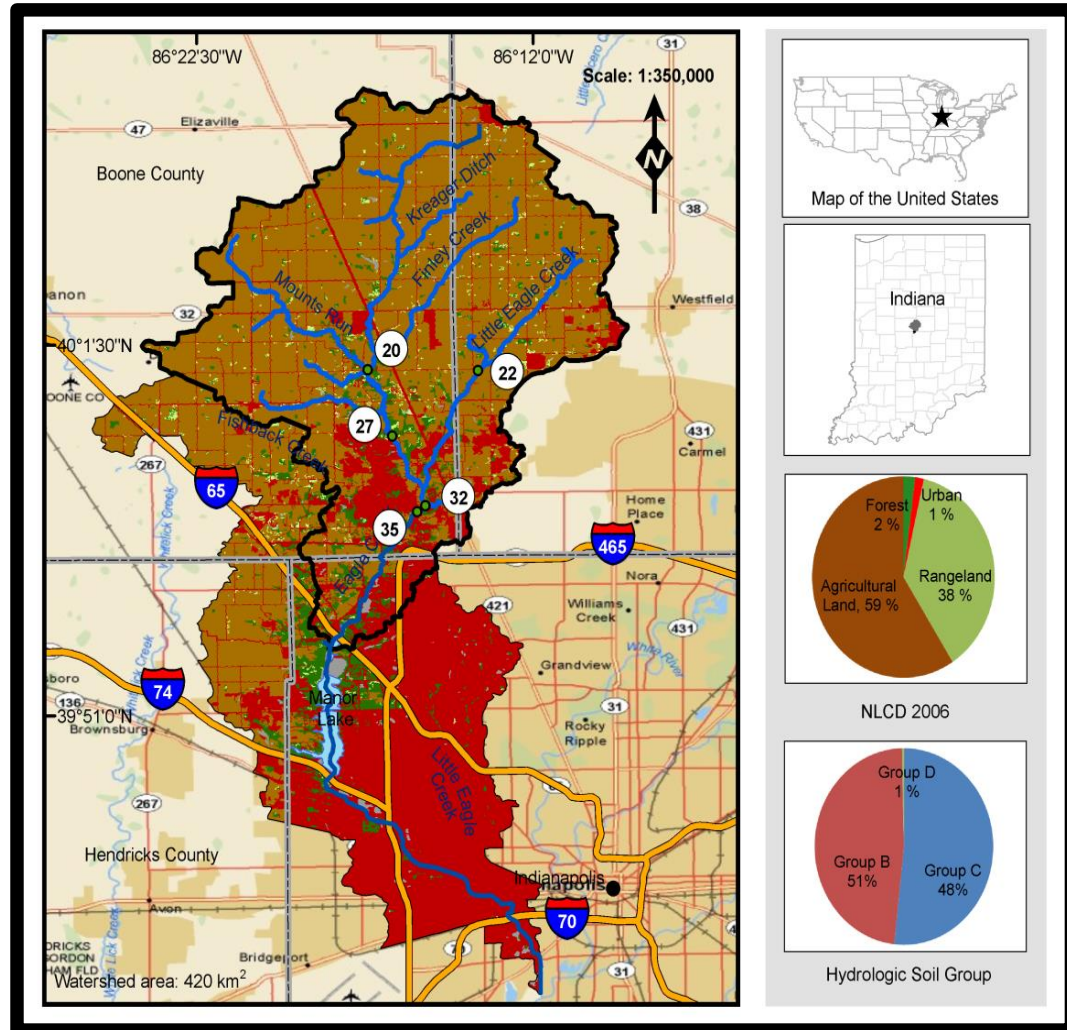 86°22'30"W
86°12'0"W
31
Scale: 1:350,000
N
47
Elizaville
Boone County
38
Kreager Ditch
Finley Creek
Little Eagle Creek
Mounts Run
Westfield
32
40°1'30"N
20
22
27
Fishback Creek
431
Carmel
267
65
32
35
Home
Place
465
Whitelick Creek
Nora
421
Williams
Creek
431
White River
Grandview
74
136
Manor
Lake
31
39°51'0"N
Brownsburg
Rocky
Ripple
Little Eagle
Creek
267
Hendricks County
Indianapolis
napolis
Avon
70
Bridgeport
31
Watershed area: 420 km²
Map of the United States
Indiana
Forest
2 %
Urban
1 %
Agricultural
Land, 59 %
Rangeland
38 %
NLCD 2006
Group D
1 %
Group B
51%
Group C
48%
Hydrologic Soil Group